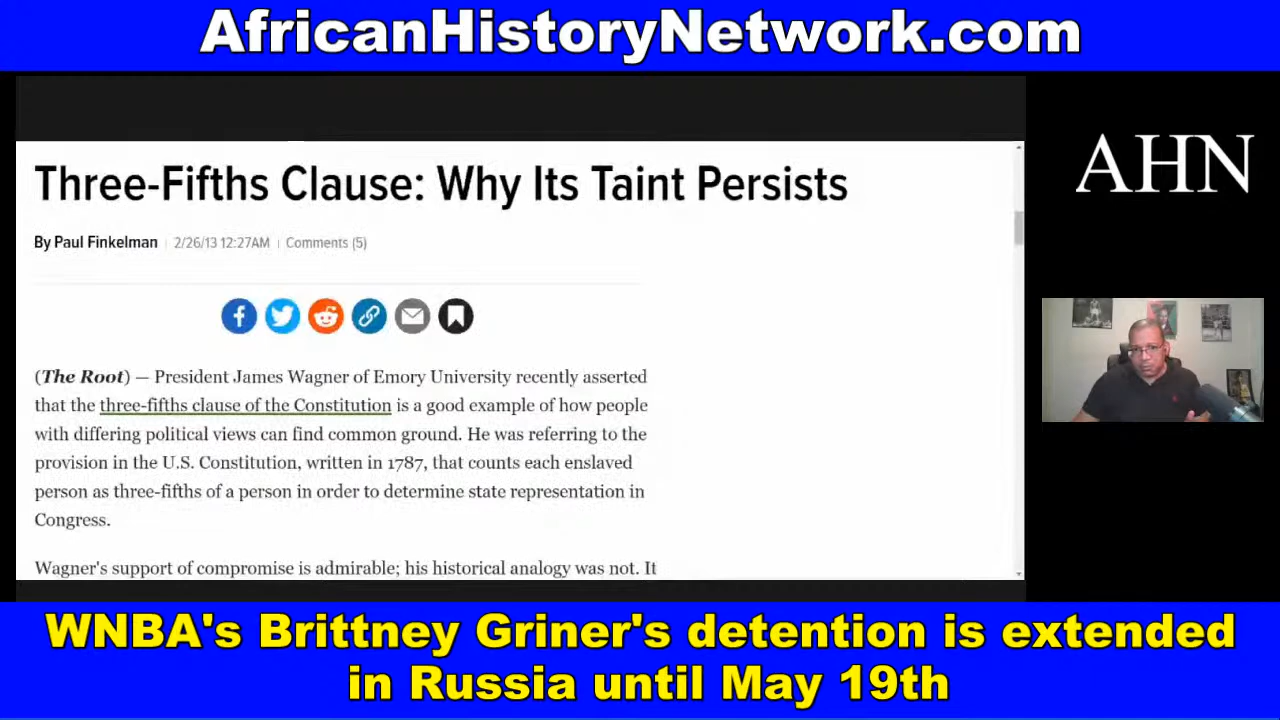 AfricanHistoryNetwork.com
AHN
Three-Fifths Clause: Why Its Taint Persists
By Paul Finkelman | 2/26/13 12:27AM | Comments (5)
(The Root) — President James Wagner of Emory University recently asserted
that the three-fifths clause of the Constitution is a good example of how people
with differing political views can find common ground. He was referring to the
provision in the U.S. Constitution, written in 1787, that counts each enslaved
person as three-fifths of a person in order to determine state representation in
Congress.
Wagner's support of compromise is admirable; his historical analogy was not. It
WNBA's Brittney Griner's detention is extended
in Russia until May 19th